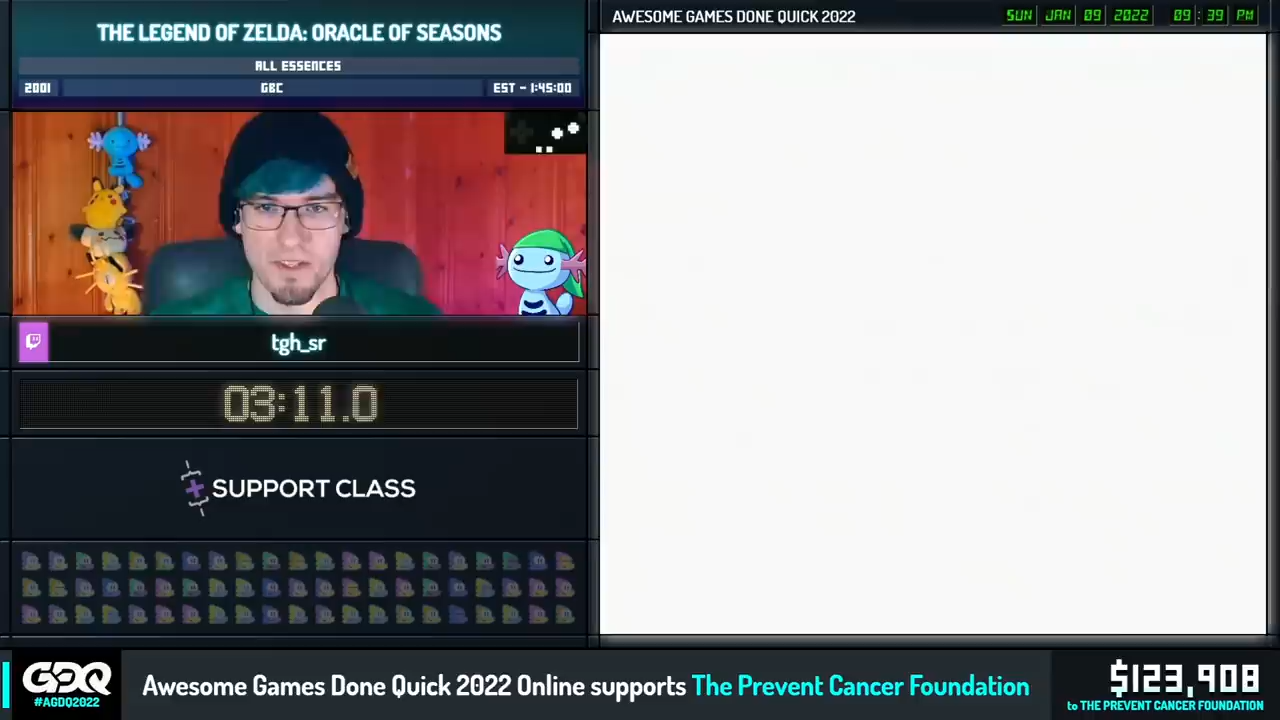 THE LEGEND OF ZELDA: ORACLE OF SEASONS
ALL ESSENCES
2001 GBC EST - 1:45:00
tgh_sr
03:11.0
SUPPORT CLASS
AWESOME GAMES DONE QUICK 2022 SUN JAN 09 2022 09:39 PM
GDQ
#AGDQ2022
Awesome Games Done Quick 2022 Online supports The Prevent Cancer Foundation
$123,908
to THE PREVENT CANCER FOUNDATION